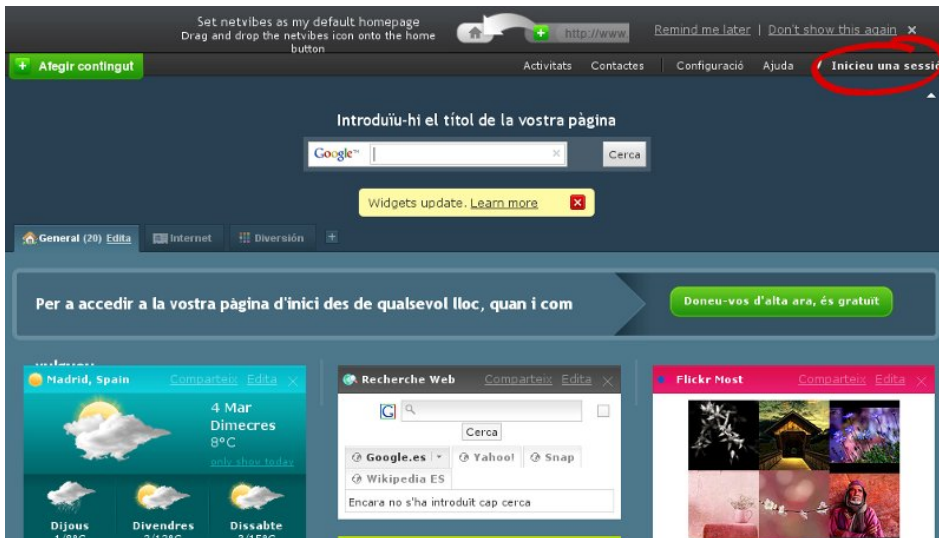 Set netvibes as my default homepage
Drag and drop the netvibes icon onto the home
button
http://www.
Remind me later | Don't show this again ×
Afegir contingut
Activitats Contactes | Configuració Ajuda / Inicieu una sessió
Introduïu-hi el títol de la vostra pàgina
Google™
Cerca
Widgets update. Learn more
General (20) Edita
Internet
Diversión
Per a accedir a la vostra pàgina d'inici des de qualsevol lloc, quan i com
Doneu-vos d'alta ara, és gratuït
vulgueu
Madrid, Spain Comparteix Edita
4 Mar
Dimecres
8°C
only show today
Dijous Divendres Dissabte
Recherche Web Comparteix Edita
G
Cerca
Google.es Yahoo! Snap
Wikipedia ES
Encara no s'ha introduït cap cerca
Flickr Most Comparteix Edita